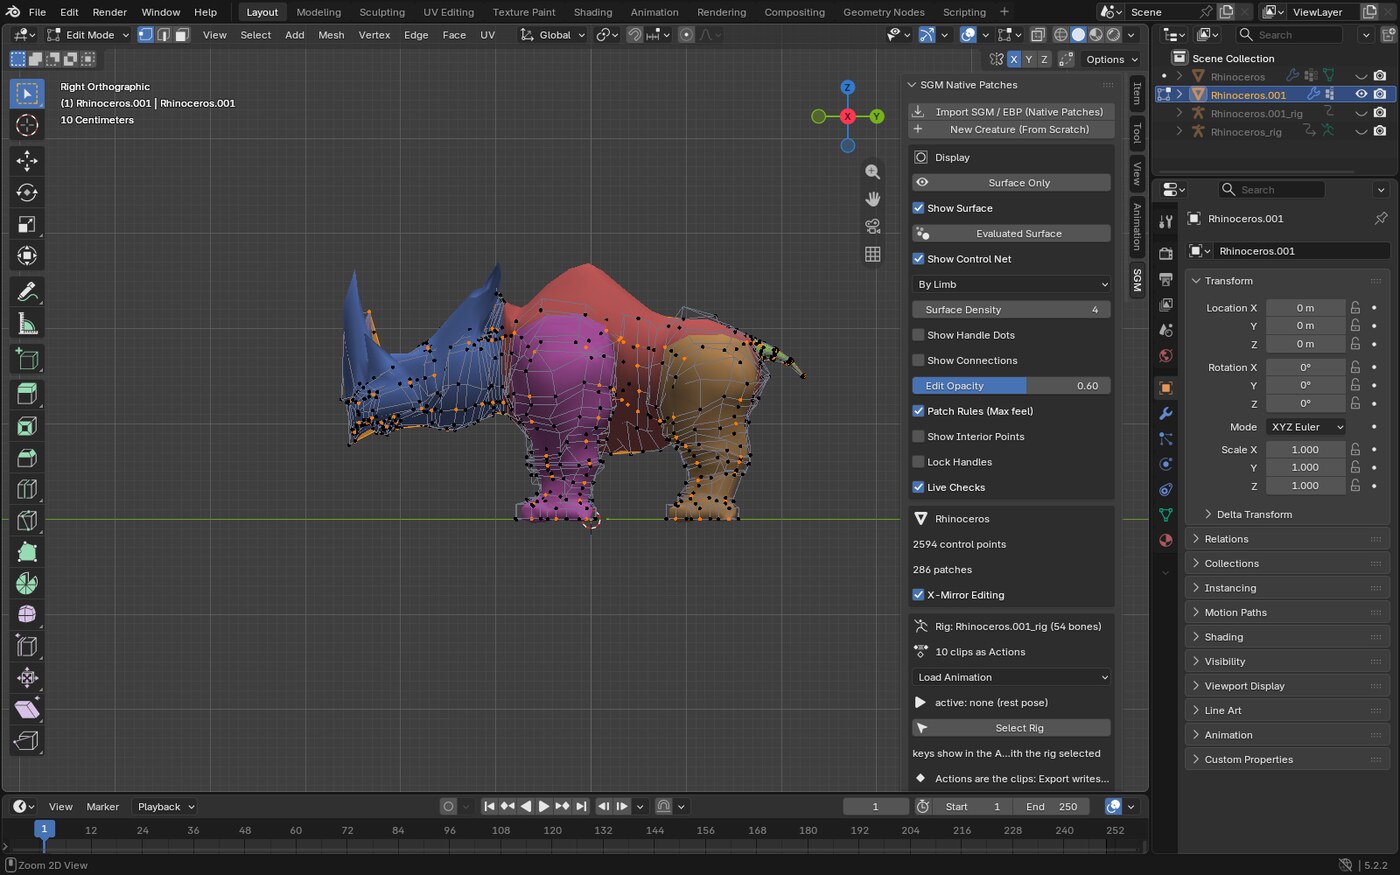 File Edit Render Window Help Layout Modeling Sculpting UV Editing Texture Paint Shading Animation Rendering Compositing Geometry Nodes Scripting + Scene ViewLayer
Edit Mode View Select Add Mesh Vertex Edge Face UV Global Search
X Y Z Options
Right Orthographic
(1) Rhinoceros.001 | Rhinoceros.001
10 Centimeters
Z
X
Y
SGM Native Patches
Import SGM / EBP (Native Patches)
New Creature (From Scratch)
Display
Surface Only
Show Surface
Evaluated Surface
Show Control Net
By Limb
Surface Density 4
Show Handle Dots
Show Connections
Edit Opacity 0.60
Patch Rules (Max feel)
Show Interior Points
Lock Handles
Live Checks
Rhinoceros
2594 control points
286 patches
X-Mirror Editing
Rig: Rhinoceros.001_rig (54 bones)
10 clips as Actions
Load Animation
active: none (rest pose)
Select Rig
keys show in the A...ith the rig selected
Actions are the clips: Export writes...
Item
Tool
View
Animation
SGM
Scene Collection
Rhinoceros
Rhinoceros.001
Rhinoceros.001_rig
Rhinoceros_rig
Search
Rhinoceros.001
Rhinoceros.001
Transform
Location X 0 m
Y 0 m
Z 0 m
Rotation X 0°
Y 0°
Z 0°
Mode XYZ Euler
Scale X 1.000
Y 1.000
Z 1.000
Delta Transform
Relations
Collections
Instancing
Motion Paths
Shading
Visibility
Viewport Display
Line Art
Animation
Custom Properties
View Marker Playback 1 Start 1 End 250
1 12 24 36 48 60 72 84 96 108 120 132 144 156 168 180 192 204 216 228 240 252
Zoom 2D View 5.2.2